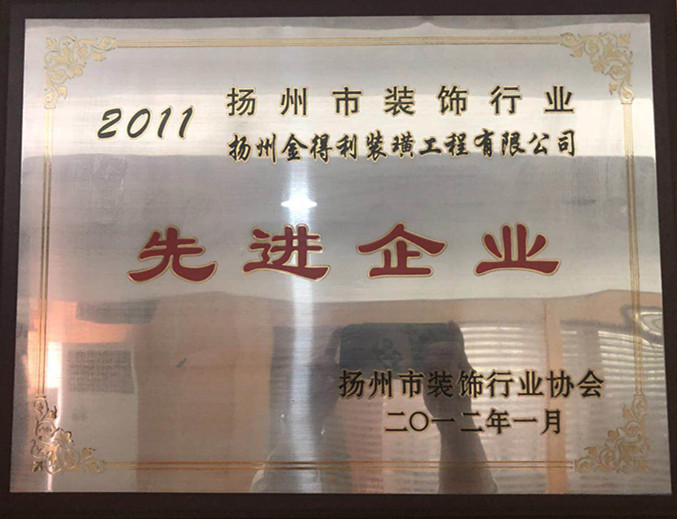 2011 扬州市装饰行业
扬州金得利装璜工程有限公司
先进企业
扬州市装饰行业协会
二〇一二年一月